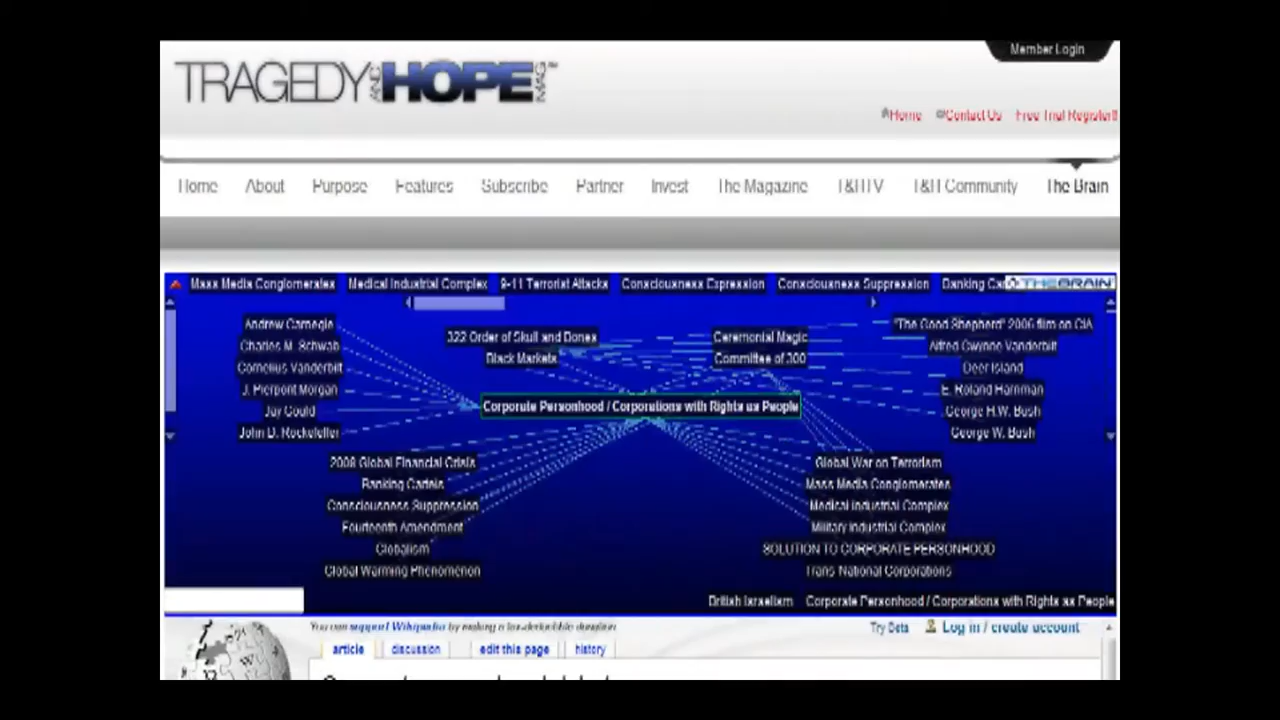 Member Login
TRAGEDY AND HOPE MAG™
Home Contact Us Free Trial Register!
Home About Purpose Features Subscribe Partner Invest The Magazine T&HTV T&H Community The Brain
Mass Media Conglomerates Medical Industrial Complex 9-11 Terrorist Attacks Consciousness Expression Consciousness Suppression Banking THEBRAIN
Andrew Carnegie
Charles M. Schwab
Cornelius Vanderbilt
J. Pierpont Morgan
Jay Gould
John D. Rockefeller
322 Order of Skull and Bones
Black Markets
Ceremonial Magic
Committee of 300
"The Good Shepherd" 2006 film on CIA
Alfred Gwynne Vanderbilt
Deer Island
E. Roland Harriman
George H.W. Bush
George W. Bush
Corporate Personhood / Corporations with Rights as People
2008 Global Financial Crisis
Banking Cartels
Consciousness Suppression
Fourteenth Amendment
Globalism
Global Warming Phenomenon
Global War on Terrorism
Mass Media Conglomerates
Medical Industrial Complex
Military Industrial Complex
SOLUTION TO CORPORATE PERSONHOOD
Trans-National Corporations
British Israelism Corporate Personhood / Corporations with Rights as People
You can support Wikipedia by making a tax-deductible donation. Try Beta Log in / create account
article discussion edit this page history